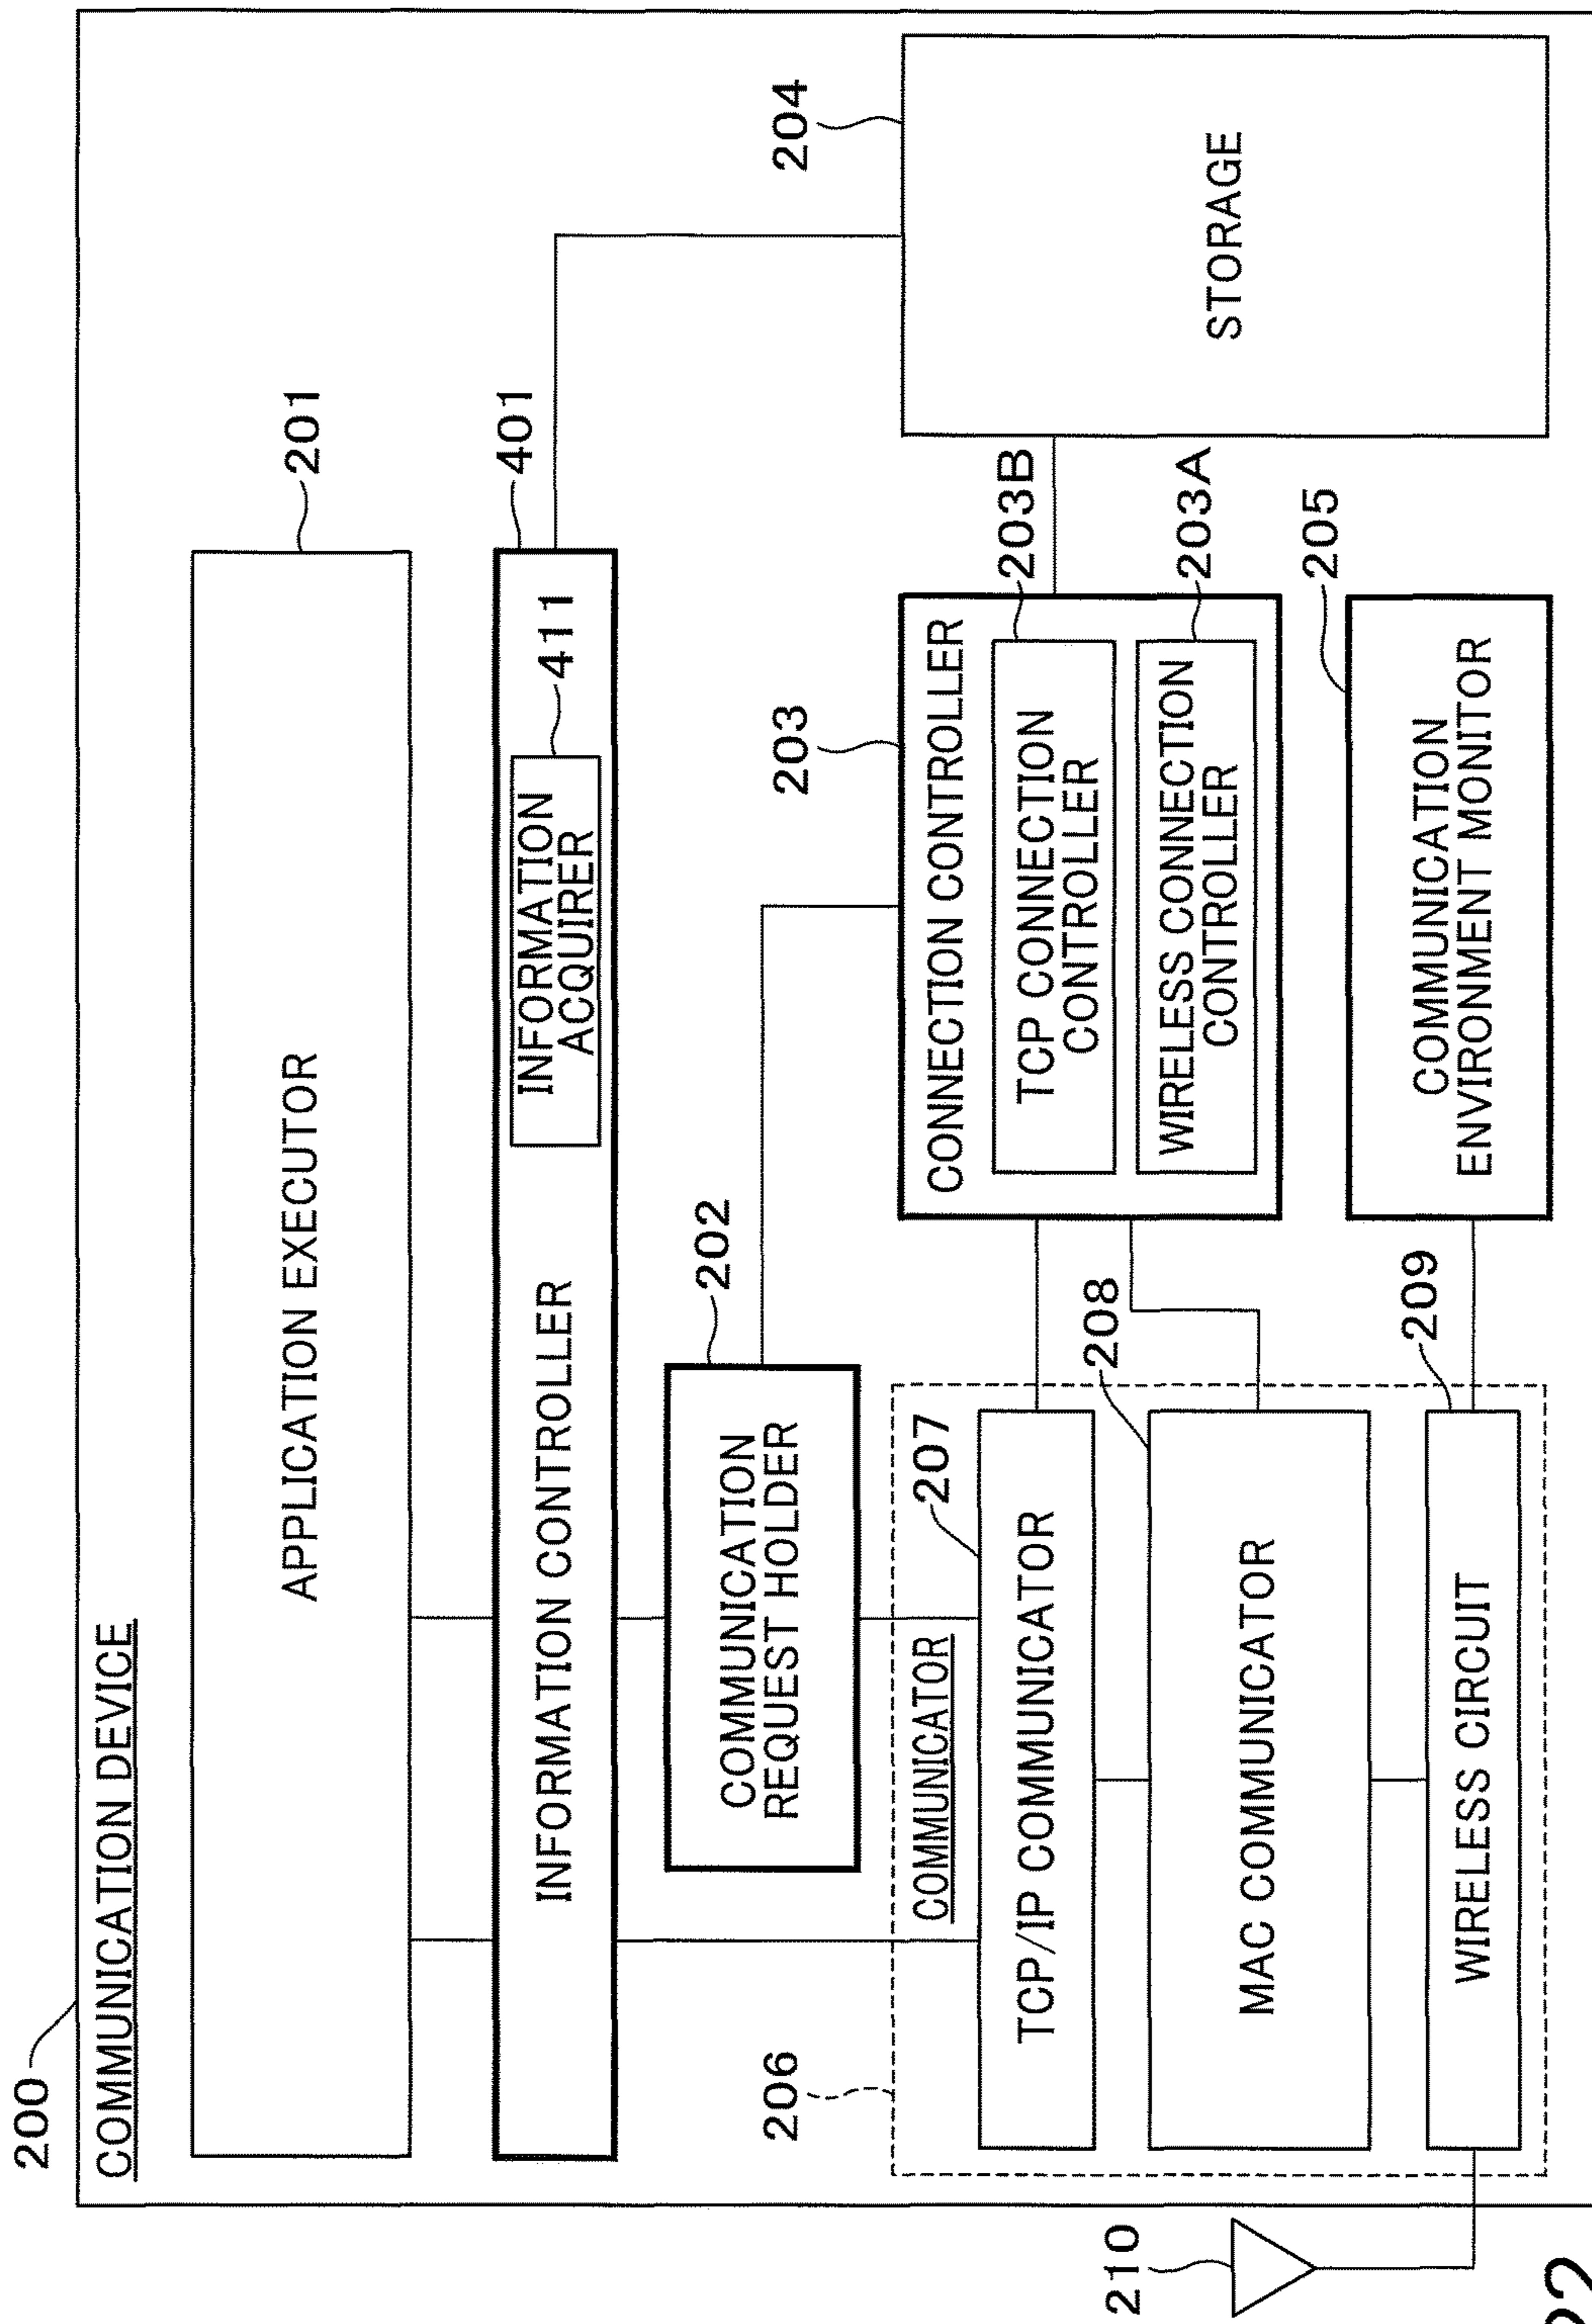 200
COMMUNICATION DEVICE
APPLICATION EXECUTOR
201
INFORMATION CONTROLLER
INFORMATION
ACQUIRER
411
401
COMMUNICATION
REQUEST HOLDER
202
203
CONNECTION CONTROLLER
TCP CONNECTION
CONTROLLER
203B
WIRELESS CONNECTION
CONTROLLER
203A
204
STORAGE
206
COMMUNICATOR
207
TCP/IP COMMUNICATOR
208
MAC COMMUNICATOR
209
WIRELESS CIRCUIT
COMMUNICATION
ENVIRONMENT MONITOR
205
210
22